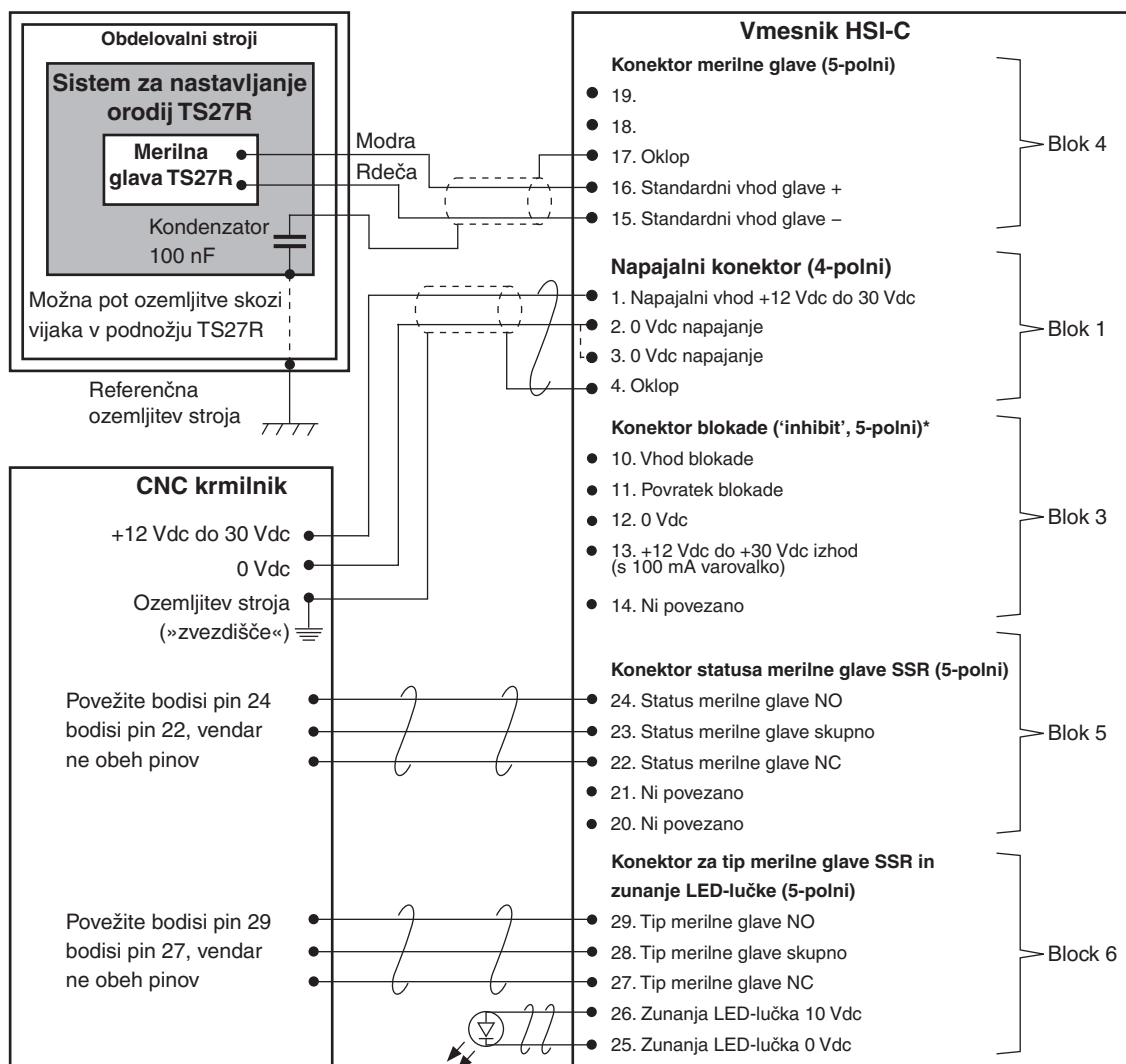 Obdelovalni stroji
Sistem za nastavljanje
orodij TS27R
Merilna
glava TS27R
Kondenzator
100 nF
Možna pot ozemljitve skozi
vijaka v podnožju TS27R
Referenčna
ozemljitev stroja
Modra
Rdeča
CNC krmilnik
+12 Vdc do 30 Vdc
0 Vdc
Ozemljitev stroja
(»zvezdišče«)
Povežite bodisi pin 24
bodisi pin 22, vendar
ne obeh pinov
Povežite bodisi pin 29
bodisi pin 27, vendar
ne obeh pinov
Vmesnik HSI-C
Konektor merilne glave (5-polni)
19.
18.
17. Oklop
16. Standardni vhod glave +
15. Standardni vhod glave –
Blok 4
Napajalni konektor (4-polni)
1. Napajalni vhod +12 Vdc do 30 Vdc
2. 0 Vdc napajanje
3. 0 Vdc napajanje
4. Oklop
Blok 1
Konektor blokade (‘inhibit’, 5-polni)*
10. Vhod blokade
11. Povratek blokade
12. 0 Vdc
13. +12 Vdc do +30 Vdc izhod
(s 100 mA varovalko)
14. Ni povezano
Blok 3
Konektor statusa merilne glave SSR (5-polni)
24. Status merilne glave NO
23. Status merilne glave skupno
22. Status merilne glave NC
21. Ni povezano
20. Ni povezano
Blok 5
Konektor za tip merilne glave SSR in
zunanje LED-lučke (5-polni)
29. Tip merilne glave NO
28. Tip merilne glave skupno
27. Tip merilne glave NC
26. Zunanja LED-lučka 10 Vdc
25. Zunanja LED-lučka 0 Vdc
Block 6